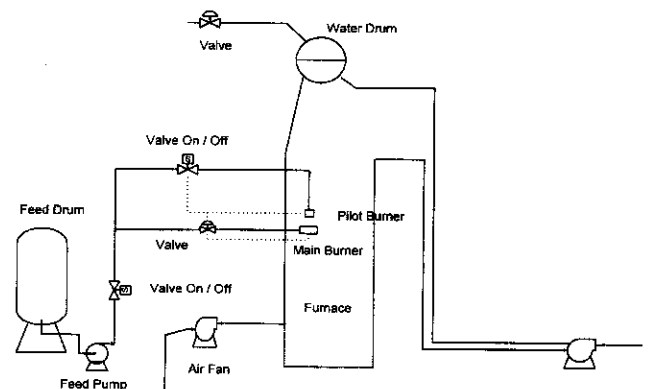 Water Drum
Valve
Valve On / Off
Feed Drum
Pilot Burner
Valve
Main Burner
Valve On / Off
Furnace
Air Fan
Feed Pump